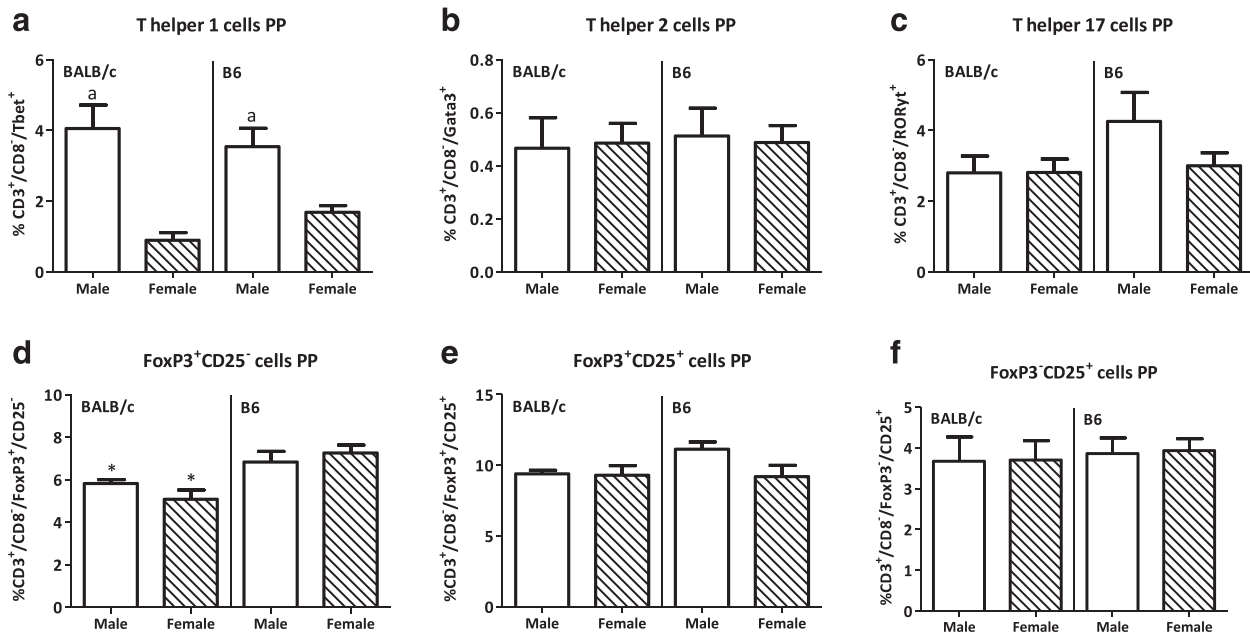 a
T helper 1 cells PP
% CD3⁺/CD8⁻/Tbet⁺
6
4
2
0
BALB/c
B6
a
a
Male
Female
Male
Female
b
T helper 2 cells PP
% CD3⁺/CD8⁻/Gata3⁺
0.8
0.6
0.4
0.2
0.0
BALB/c
B6
Male
Female
Male
Female
c
T helper 17 cells PP
% CD3⁺/CD8⁻/RORyt⁺
6
4
2
0
BALB/c
B6
Male
Female
Male
Female
d
FoxP3⁺CD25⁻ cells PP
%CD3⁺/CD8⁻/FoxP3⁺/CD25⁻
10
8
6
4
2
0
BALB/c
B6
*
*
Male
Female
Male
Female
e
FoxP3⁺CD25⁺ cells PP
%CD3⁺/CD8⁻/FoxP3⁺/CD25⁺
15
10
5
0
BALB/c
B6
Male
Female
Male
Female
f
FoxP3⁻CD25⁺ cells PP
%CD3⁺/CD8⁻/FoxP3⁻/CD25⁺
5
4
3
2
1
0
BALB/c
B6
Male
Female
Male
Female